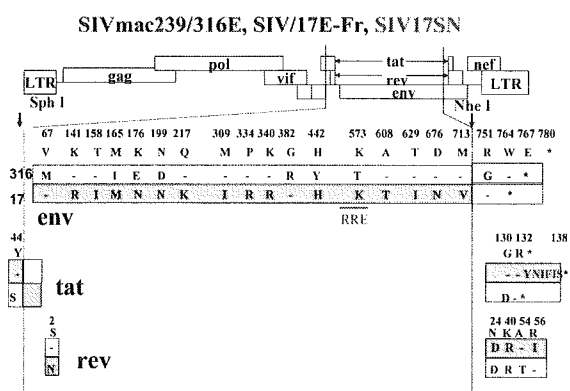 SIVmac239/316E, SIV/17E-Fr, SIV17SN
LTR gag pol vif tat rev env nef LTR
Sph I Nhe I
67 141 158 165 176 199 217 309 334 340 382 442 573 608 629 676 713 751 764 767 780
V K T M K N Q M P K G H K A T D M R W E *
316 M - - I E D - - - - R Y T - - - - G - *
17 - R I M N N K I R R - H K T I N V - *
env
RRE
44
Y
-
S
tat
2
S
-
N
rev
130 132 138
G R *
- - YNIFIS*
D - *
24 40 54 56
N K A R
D R - I
D R T -